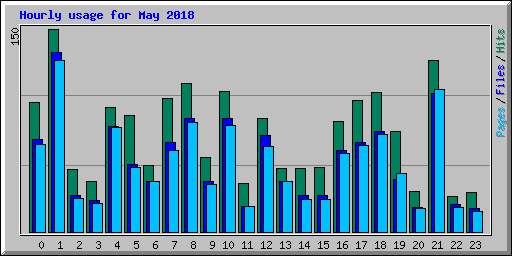 Hourly usage for May 2018
150
Pages/Files/Hits
0 1 2 3 4 5 6 7 8 9 10 11 12 13 14 15 16 17 18 19 20 21 22 23